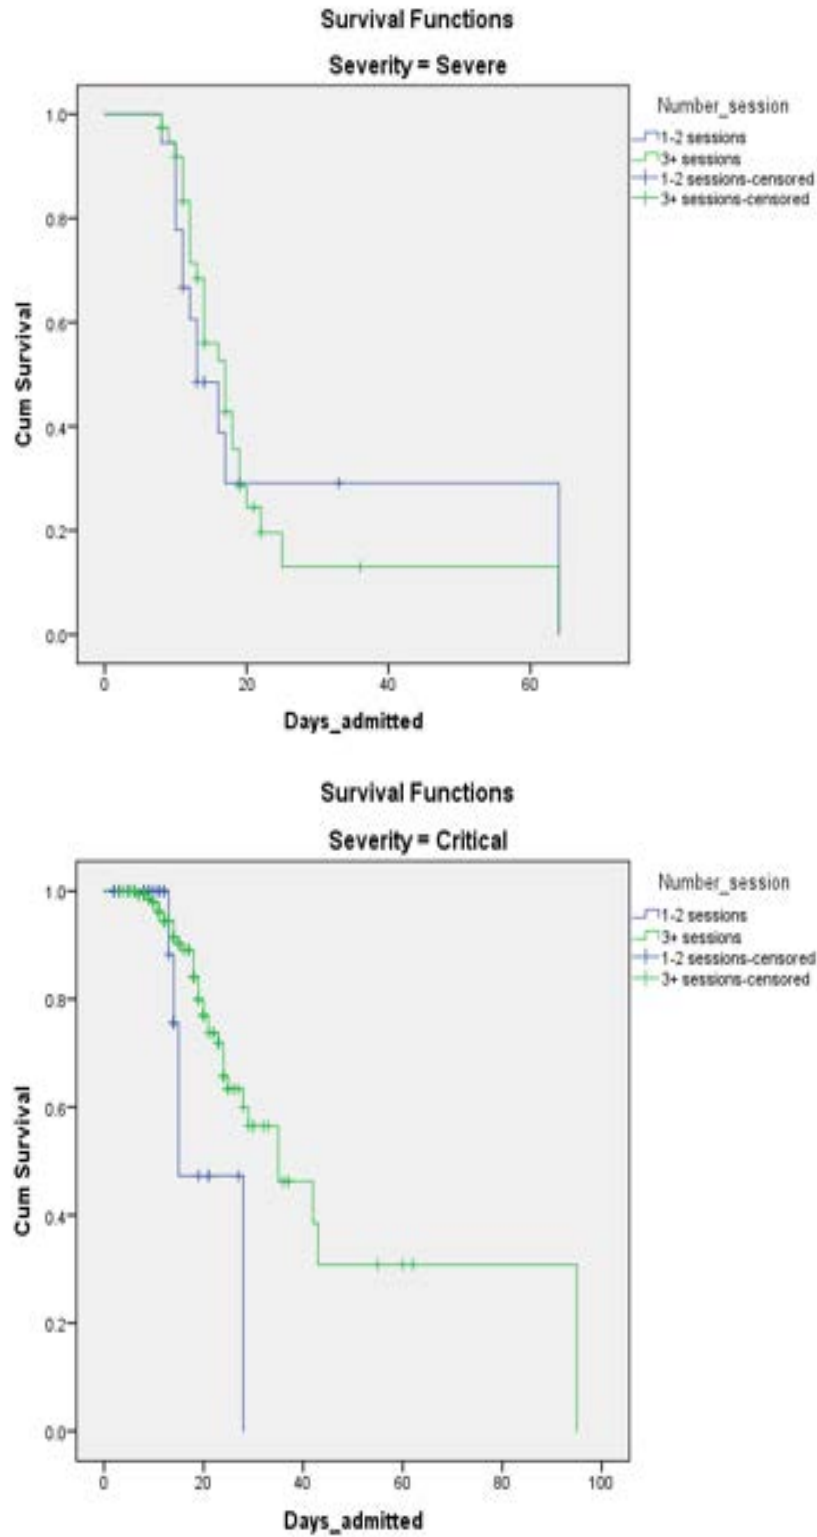 Survival Functions
Severity = Severe
Number_session
1-2 sessions
3+ sessions
1-2 sessions-censored
3+ sessions-censored
1.0
0.8
0.6
0.4
0.2
0.0
Cum Survival
0 20 40 60
Days_admitted
Survival Functions
Severity = Critical
Number_session
1-2 sessions
3+ sessions
1-2 sessions-censored
3+ sessions-censored
1.0
0.8
0.6
0.4
0.2
0.0
Cum Survival
0 20 40 60 80 100
Days_admitted